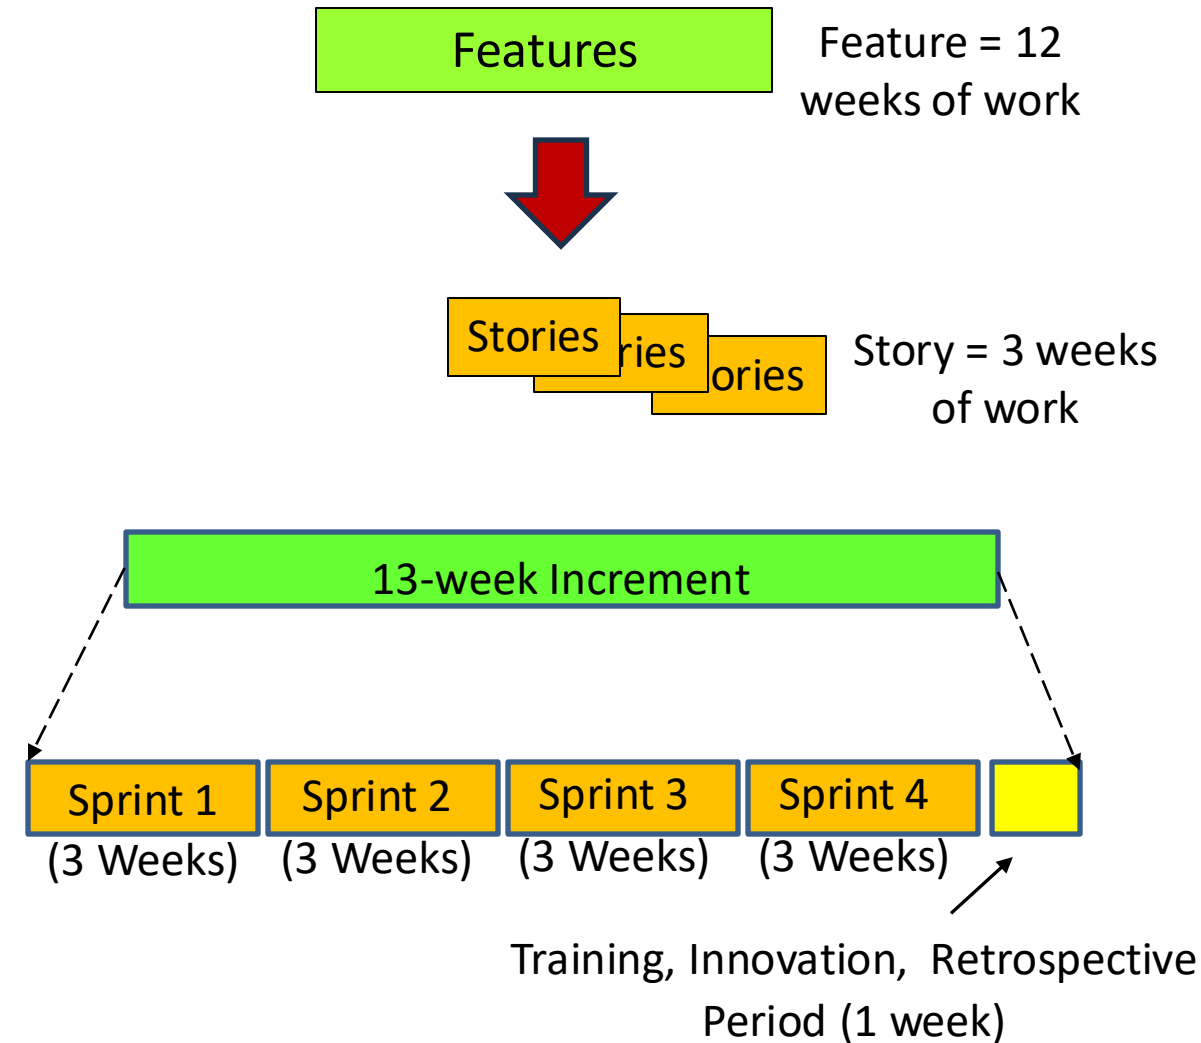 Features
Feature = 12
weeks of work
Stories
ries
ories
Story = 3 weeks
of work
13-week Increment
Sprint 1
Sprint 2
Sprint 3
Sprint 4
(3 Weeks)
(3 Weeks)
(3 Weeks)
(3 Weeks)
Training, Innovation,  Retrospective
Period (1 week)